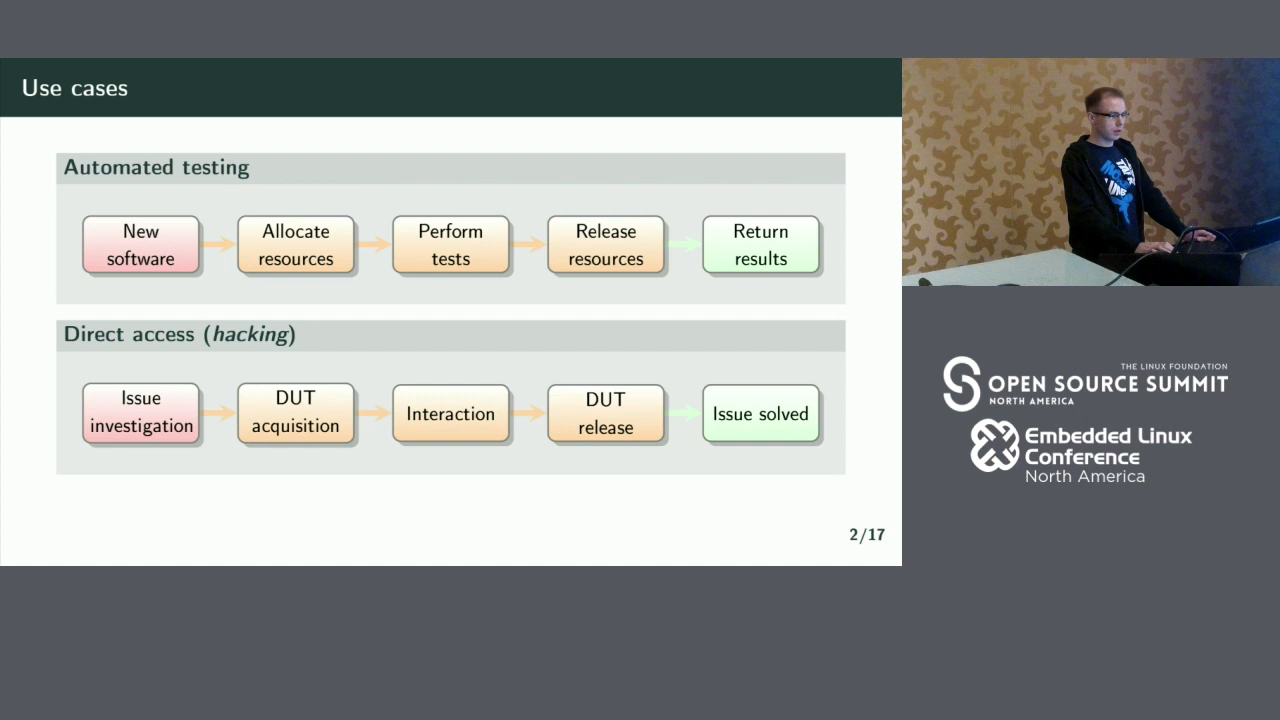 Use cases
Automated testing
New
software
Allocate
resources
Perform
tests
Release
resources
Return
results
Direct access (hacking)
Issue
investigation
DUT
acquisition
Interaction
DUT
release
Issue solved
2/17
THE LINUX FOUNDATION
OPEN SOURCE SUMMIT
NORTH AMERICA
Embedded Linux
Conference
North America